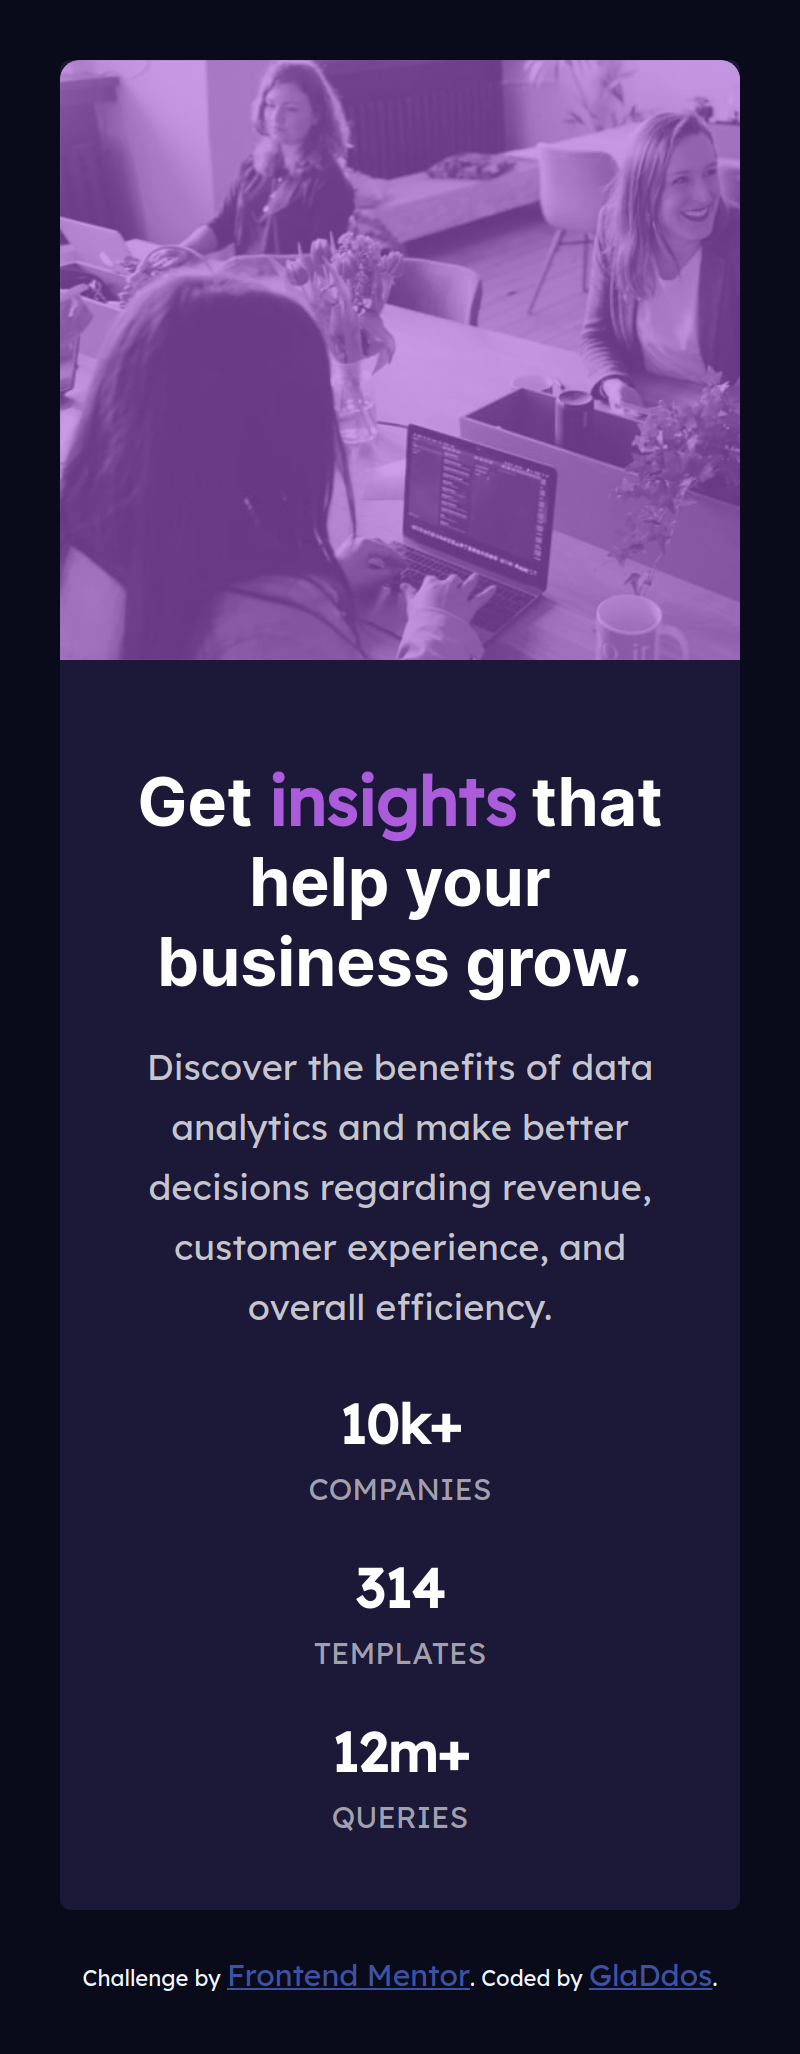 Get insights that
help your
business grow.
Discover the benefits of data
analytics and make better
decisions regarding revenue,
customer experience, and
overall efficiency.
10k+
COMPANIES
314
TEMPLATES
12m+
QUERIES
Challenge by Frontend Mentor. Coded by GlaDdos.